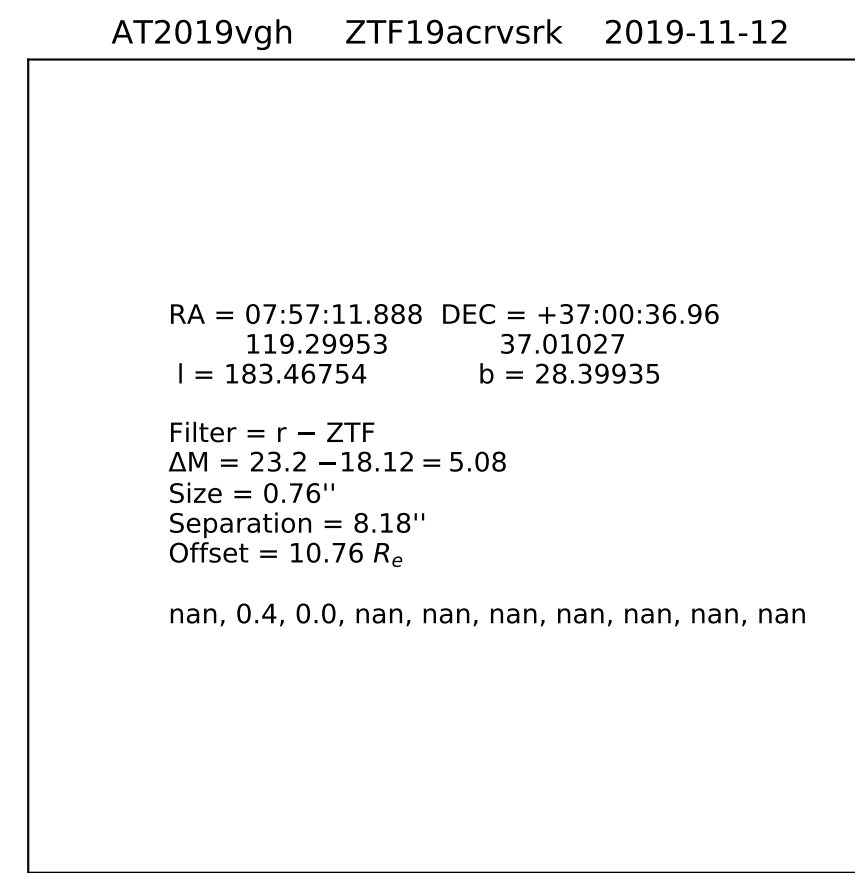 AT2019vgh ZTF19acrvsrk 2019-11-12
RA = 07:57:11.888 DEC = +37:00:36.96
119.29953 37.01027
l = 183.46754 b = 28.39935
Filter = r − ZTF
ΔM = 23.2 −18.12 = 5.08
Size = 0.76''
Separation = 8.18''
Offset = 10.76 Re
nan, 0.4, 0.0, nan, nan, nan, nan, nan, nan, nan